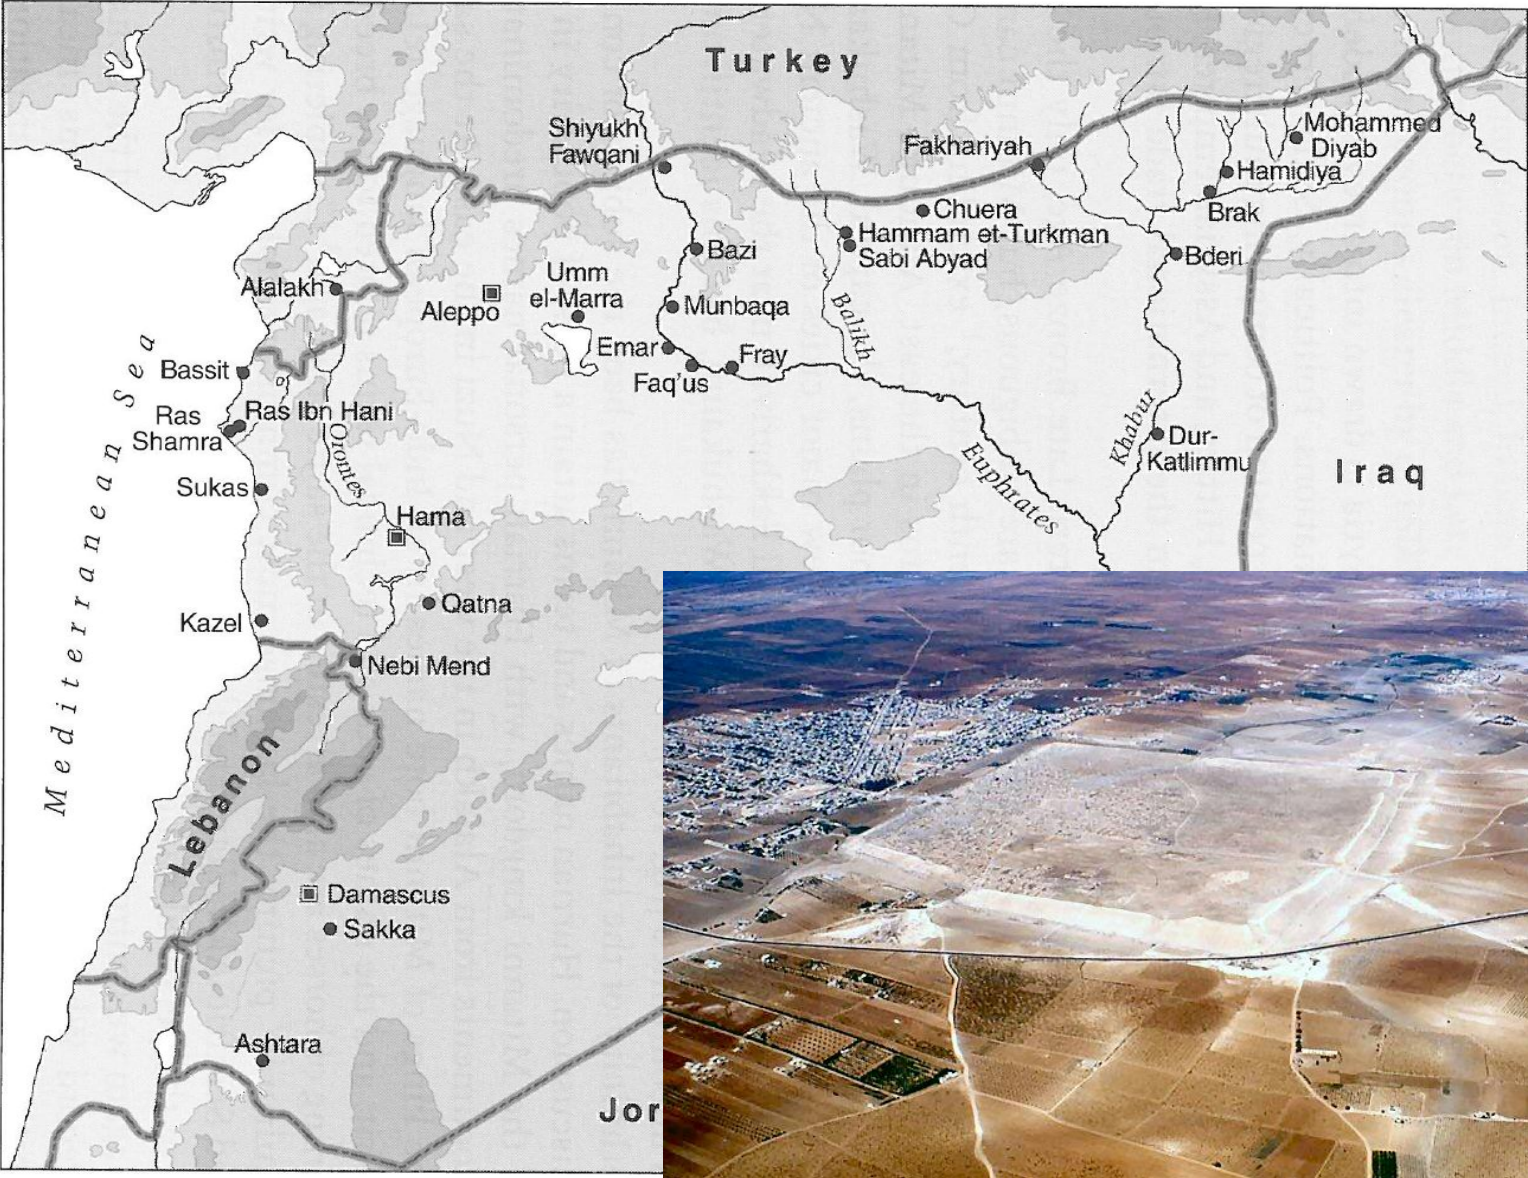 Turkey
Shiyukh
Fawqani
Fakhariyah
Mohammed
Diyab
Hamidiya
Brak
Chuera
Hammam et-Turkman
Sabi Abyad
Bderi
Bazi
Umm
el-Marra
Alalakh
Aleppo
Munbaqa
Balikh
Emar
Fray
Faq'us
Bassit
Ras Ibn Hani
Ras
Shamra
Orontes
Khabur
Dur-
Katlimmu
Iraq
Sukas
Euphrates
Hama
Mediterranean Sea
Kazel
Qatna
Nebi Mend
Lebanon
Damascus
Sakka
Ashtara
Jor